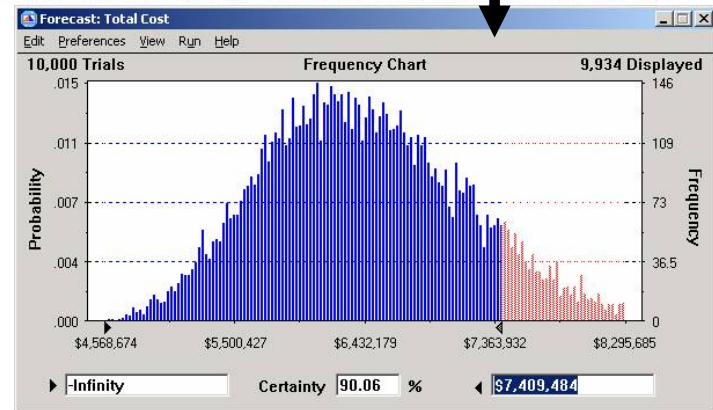 Forecast: Total Cost
Edit Preferences View Run Help
10,000 Trials Frequency Chart 9,934 Displayed
.015 146
.011 109
.007 73
.004 36.5
.000 0
Probability
Frequency
$4,568,674 $5,500,427 $6,432,179 $7,363,932 $8,295,685
-Infinity Certainty 90.06 % $7,409,484